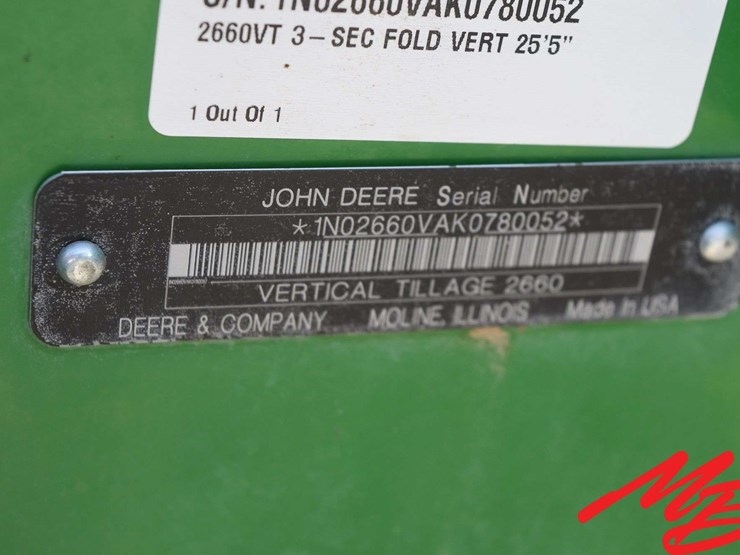 S/N: 1N02660VAK0780052
2660VT 3-SEC FOLD VERT 25'5"
1 Out Of 1
JOHN DEERE Serial Number
*1N02660VAK0780052*
VERTICAL TILLAGE 2660
DEERE & COMPANY MOLINE, ILLINOIS Made in USA